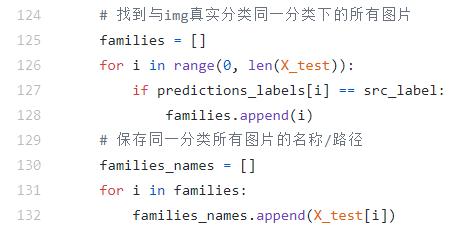 124 # 找到与img真实分类同一分类下的所有图片
125 families = []
126 for i in range(0, len(X_test)):
127 if predictions_labels[i] == src_label:
128 families.append(i)
129 # 保存同一分类所有图片的名称/路径
130 families_names = []
131 for i in families:
132 families_names.append(X_test[i])